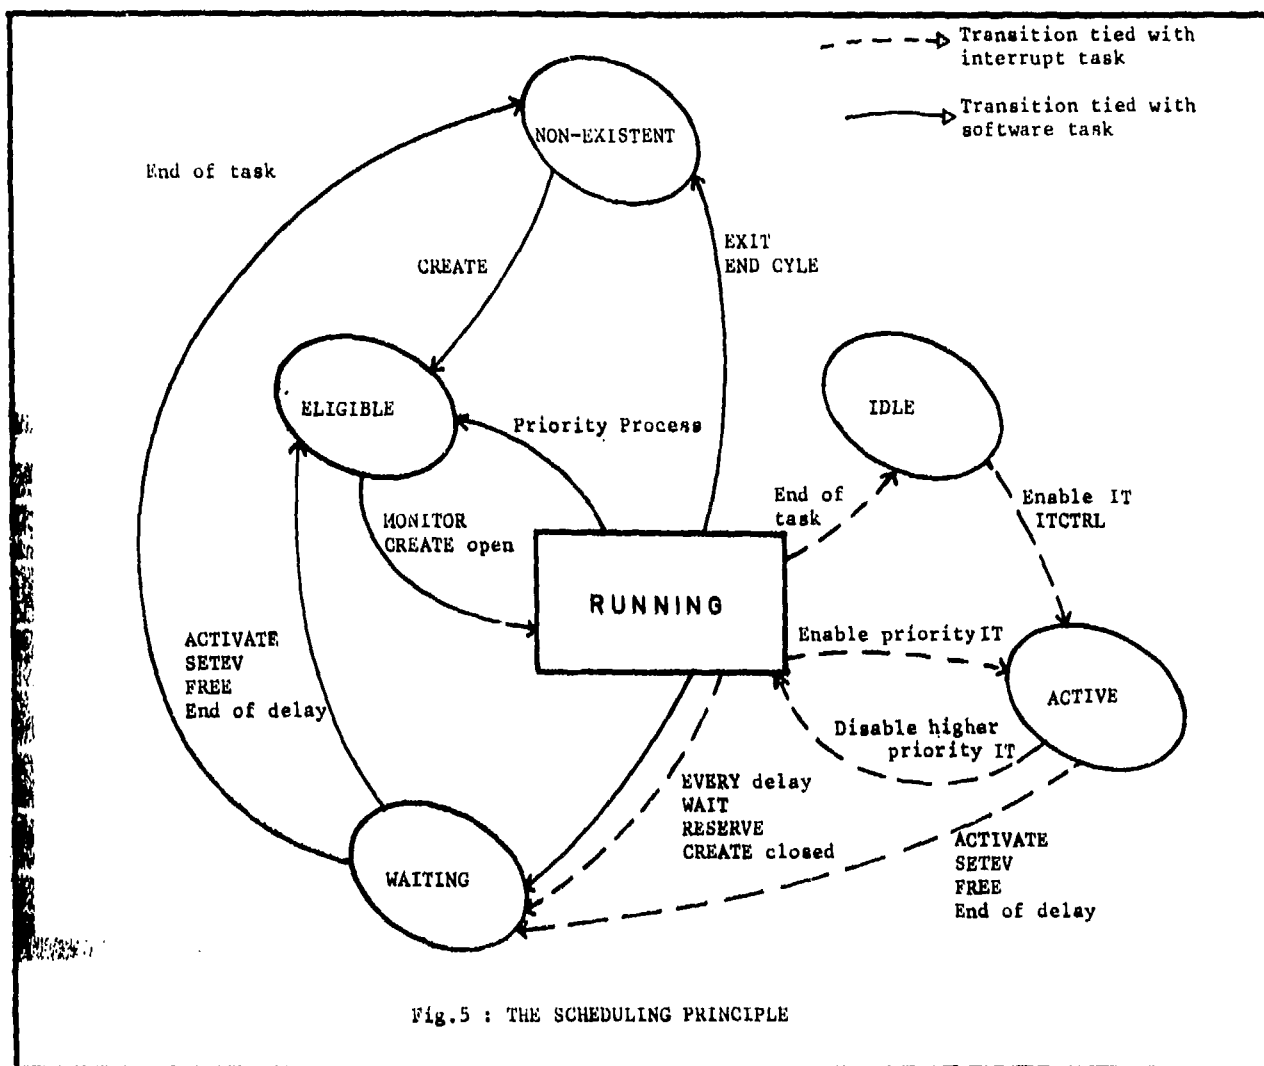 Transition tied with
interrupt task
Transition tied with
software task
NON-EXISTENT
End of task
EXIT
END CYLE
CREATE
ELIGIBLE
Priority Process
IDLE
End of
task
Enable IT
ITCTRL
MONITOR
CREATE open
RUNNING
Enable priority IT
ACTIVE
Disable higher
priority IT
ACTIVATE
SETEV
FREE
End of delay
EVERY delay
WAIT
RESERVE
CREATE closed
ACTIVATE
SETEV
FREE
End of delay
WAITING
Fig.5 : THE SCHEDULING PRINCIPLE